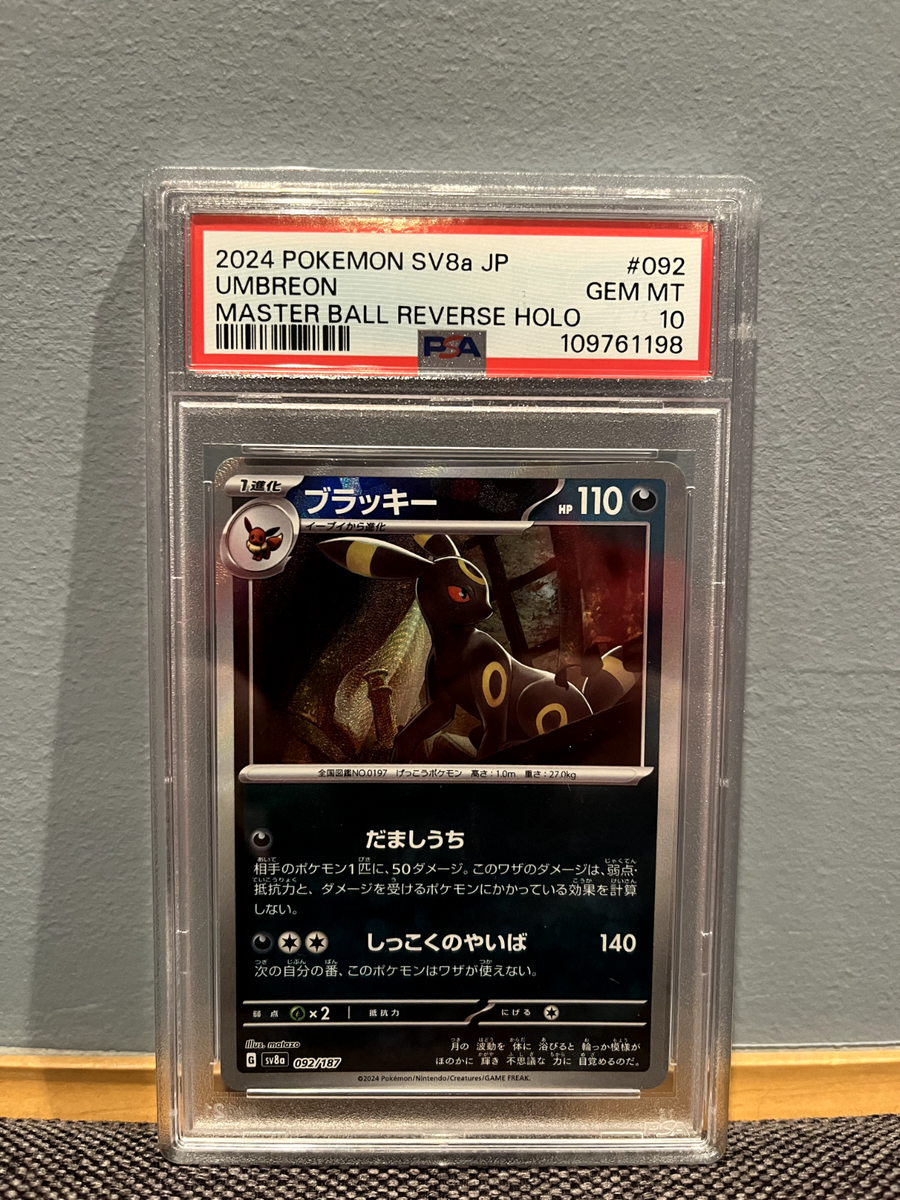 2024 POKEMON SV8a JP #092
UMBREON GEM MT
MASTER BALL REVERSE HOLO 10
PSA 109761198
1進化 ブラッキー HP 110
イーブイから進化
全国図鑑NO.0197 げっこうポケモン 高さ:1.0m 重さ:27.0kg
だましうち
相手のポケモン1匹に、50ダメージ。このワザのダメージは、弱点・
抵抗力と、ダメージを受けるポケモンにかかっている効果を計算
しない。
しっこくのやいば 140
次の自分の番、このポケモンはワザが使えない。
弱点 ×2 抵抗力 にげる
Illus. matazo
G sv8a 092/187
月の 波動を 体に 浴びると 輪っか模様が
ほのかに 輝き 不思議な 力に 目覚めるのだ。
©2024 Pokémon/Nintendo/Creatures/GAME FREAK.